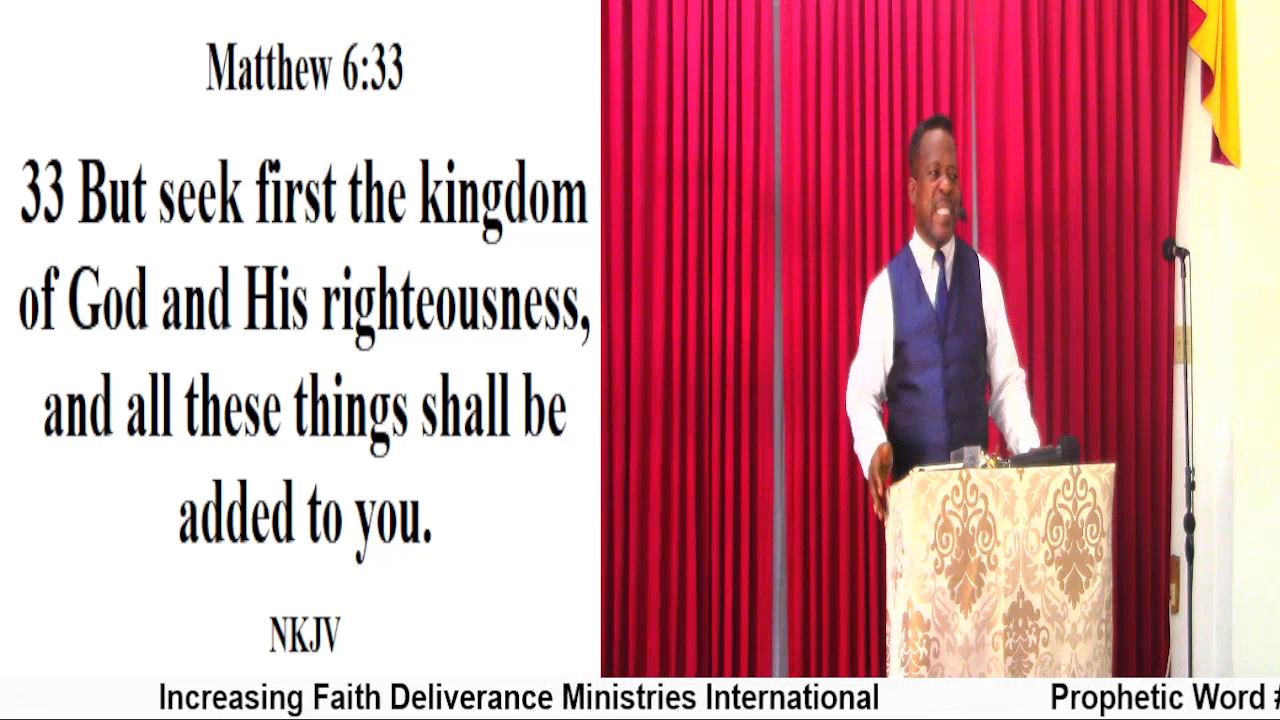 Matthew 6:33
33 But seek first the kingdom
of God and His righteousness,
and all these things shall be
added to you.
NKJV
Increasing Faith Deliverance Ministries International Prophetic Word #